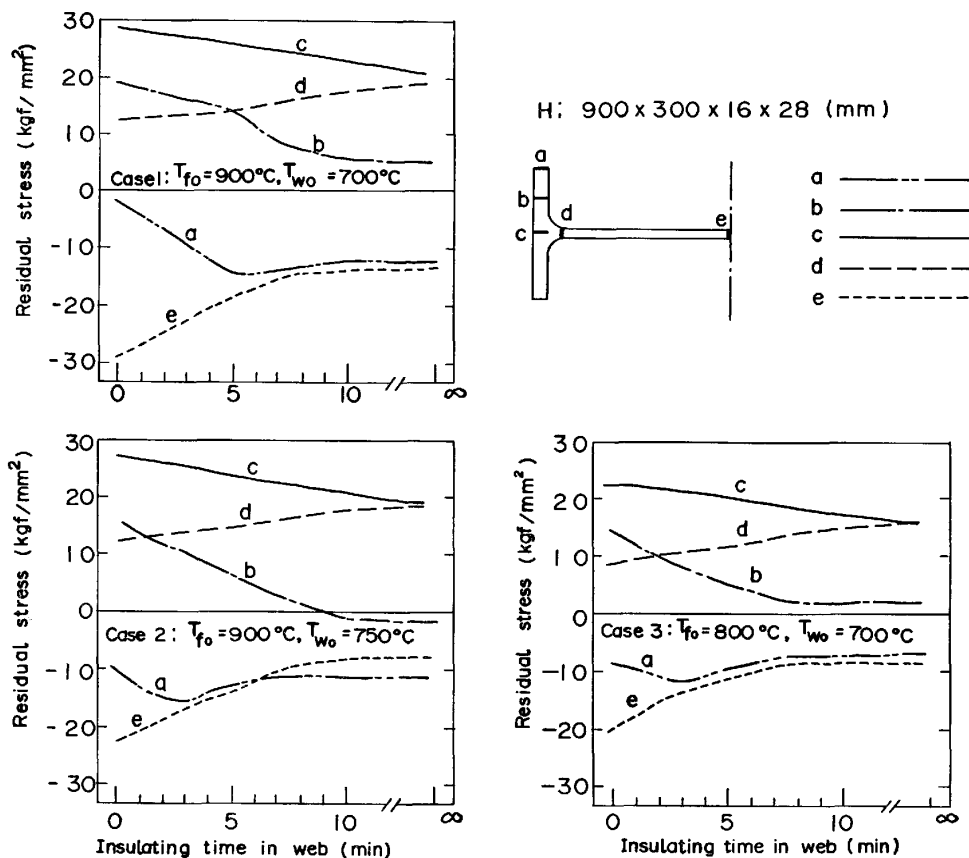 Residual stress (kgf/mm²)
30
20
10
0
-10
-20
-30
c
d
b
Case1: Tfo=900°C, Two=700°C
a
e
0 5 10 ∞
H: 900 x 300 x 16 x 28 (mm)
a
b
c
d
e
a
b
c
d
e
Residual stress (kgf/mm²)
30
20
10
0
-10
-20
-30
c
d
b
Case 2: Tfo=900°C, Two=750°C
a
e
0 5 10 ∞
Insulating time in web (min)
Residual stress (kgf/mm²)
30
20
10
0
-10
-20
-30
c
d
b
Case 3: Tfo=800°C, Two=700°C
a
e
0 5 10 ∞
Insulating time in web (min)